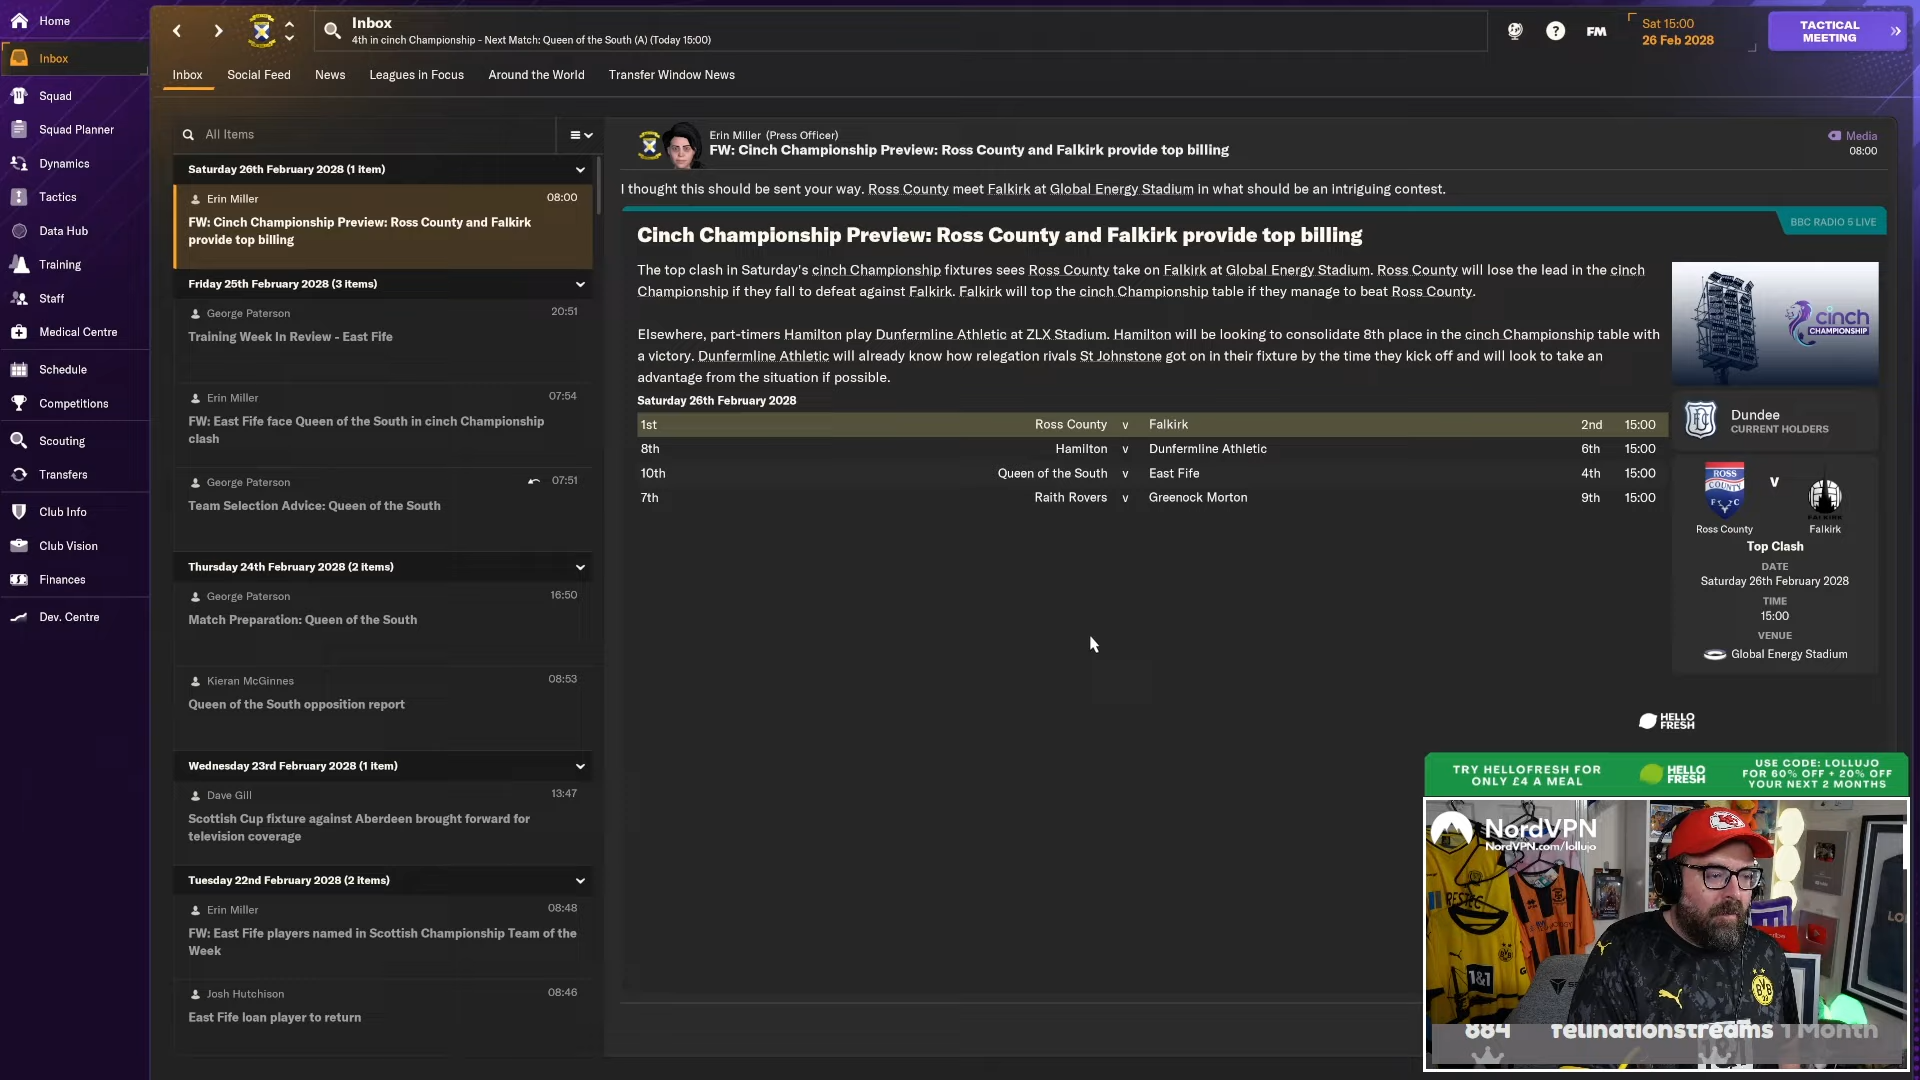 Home
Inbox
Squad
Squad Planner
Dynamics
Tactics
Data Hub
Training
Staff
Medical Centre
Schedule
Competitions
Scouting
Transfers
Club Info
Club Vision
Finances
Dev. Centre
Inbox
4th in cinch Championship - Next Match: Queen of the South (A) (Today 15:00)
FM
Sat 15:00
26 Feb 2028
TACTICAL
MEETING
Inbox Social Feed News Leagues in Focus Around the World Transfer Window News
All Items
Saturday 26th February 2028 (1 item)
Erin Miller 08:00
FW: Cinch Championship Preview: Ross County and Falkirk
provide top billing
Friday 25th February 2028 (3 items)
George Paterson 20:51
Training Week In Review - East Fife
Erin Miller 07:54
FW: East Fife face Queen of the South in cinch Championship
clash
George Paterson 07:51
Team Selection Advice: Queen of the South
Thursday 24th February 2028 (2 items)
George Paterson 16:50
Match Preparation: Queen of the South
Kieran McGinnes 08:53
Queen of the South opposition report
Wednesday 23rd February 2028 (1 item)
Dave Gill 13:47
Scottish Cup fixture against Aberdeen brought forward for
television coverage
Tuesday 22nd February 2028 (2 items)
Erin Miller 08:48
FW: East Fife players named in Scottish Championship Team of the
Week
Josh Hutchison 08:46
East Fife loan player to return
Erin Miller (Press Officer)
FW: Cinch Championship Preview: Ross County and Falkirk provide top billing
Media
08:00
I thought this should be sent your way. Ross County meet Falkirk at Global Energy Stadium in what should be an intriguing contest.
BBC RADIO 5 LIVE
Cinch Championship Preview: Ross County and Falkirk provide top billing
The top clash in Saturday's cinch Championship fixtures sees Ross County take on Falkirk at Global Energy Stadium. Ross County will lose the lead in the cinch
Championship if they fall to defeat against Falkirk. Falkirk will top the cinch Championship table if they manage to beat Ross County.
Elsewhere, part-timers Hamilton play Dunfermline Athletic at ZLX Stadium. Hamilton will be looking to consolidate 8th place in the cinch Championship table with
a victory. Dunfermline Athletic will already know how relegation rivals St Johnstone got on in their fixture by the time they kick off and will look to take an
advantage from the situation if possible.
Saturday 26th February 2028
1st Ross County v Falkirk 2nd 15:00
8th Hamilton v Dunfermline Athletic 6th 15:00
10th Queen of the South v East Fife 4th 15:00
7th Raith Rovers v Greenock Morton 9th 15:00
cinch
CHAMPIONSHIP
Dundee
CURRENT HOLDERS
ROSS
COUNTY
v
Ross County Falkirk
Top Clash
DATE
Saturday 26th February 2028
TIME
15:00
VENUE
Global Energy Stadium
HELLO
FRESH
TRY HELLOFRESH FOR
ONLY £4 A MEAL
HELLO
FRESH
USE CODE: LOLLUJO
FOR 60% OFF + 20% OFF
YOUR NEXT 2 MONTHS
NordVPN
NordVPN.com/lollujo
1&1
BVB
09
884 felinationstreams 1 Month